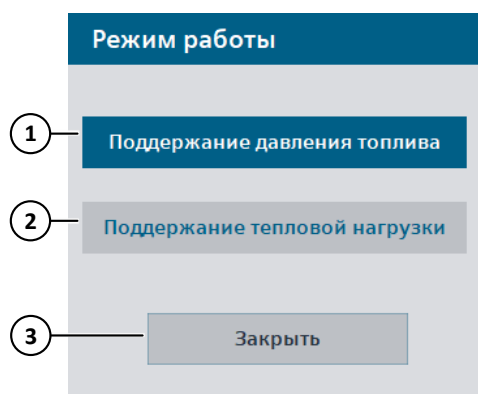 Режим работы
1
Поддержание давления топлива
2
Поддержание тепловой нагрузки
3
Закрыть